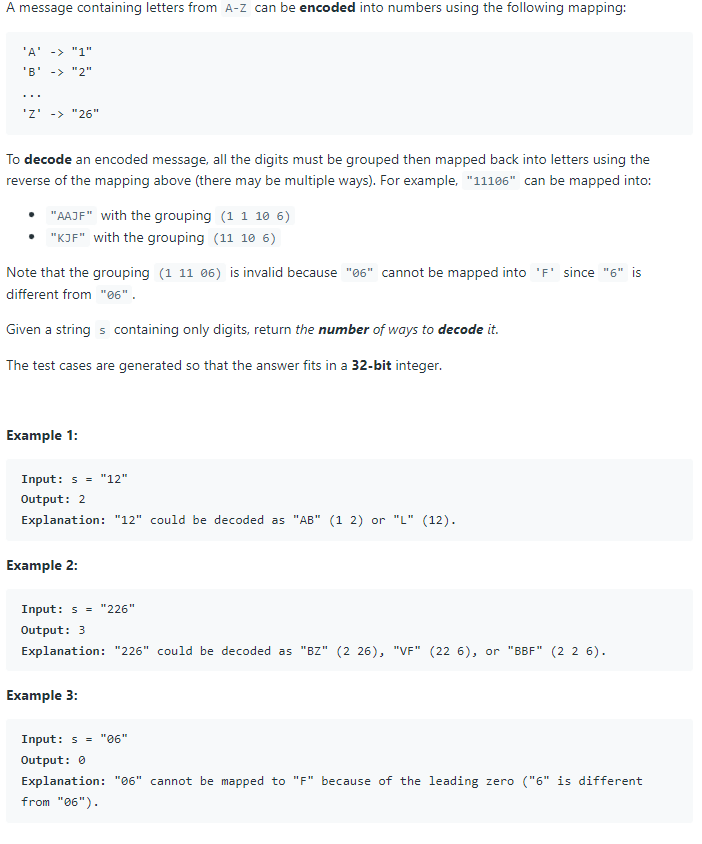 A message containing letters from A-Z can be encoded into numbers using the following mapping:
'A' -> "1"
'B' -> "2"
...
'Z' -> "26"
To decode an encoded message, all the digits must be grouped then mapped back into letters using the
reverse of the mapping above (there may be multiple ways). For example, "11106" can be mapped into:
• "AAJF" with the grouping (1 1 10 6)
• "KJF" with the grouping (11 10 6)
Note that the grouping (1 11 06) is invalid because "06" cannot be mapped into 'F' since "6" is
different from "06".
Given a string s containing only digits, return the number of ways to decode it.
The test cases are generated so that the answer fits in a 32-bit integer.
Example 1:
Input: s = "12"
Output: 2
Explanation: "12" could be decoded as "AB" (1 2) or "L" (12).
Example 2:
Input: s = "226"
Output: 3
Explanation: "226" could be decoded as "BZ" (2 26), "VF" (22 6), or "BBF" (2 2 6).
Example 3:
Input: s = "06"
Output: 0
Explanation: "06" cannot be mapped to "F" because of the leading zero ("6" is different
from "06").